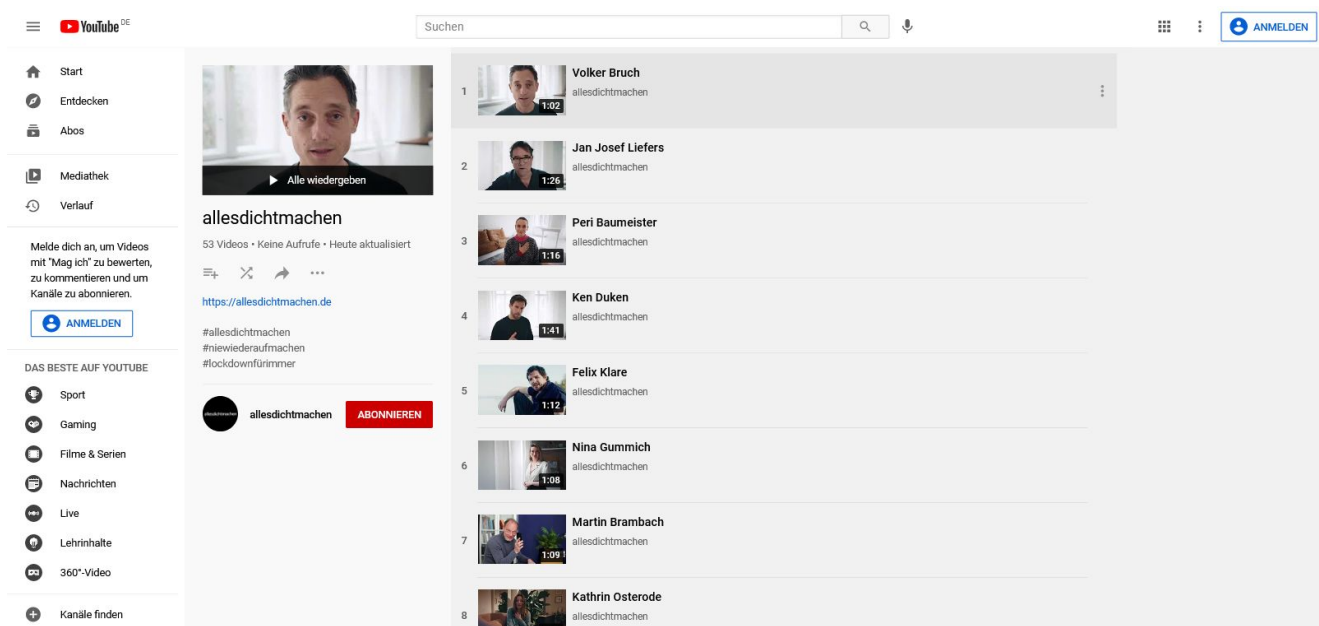 YouTube DE
Suchen
ANMELDEN
Start
Entdecken
Abos
Mediathek
Verlauf
Melde dich an, um Videos
mit "Mag ich" zu bewerten,
zu kommentieren und um
Kanäle zu abonnieren.
ANMELDEN
DAS BESTE AUF YOUTUBE
Sport
Gaming
Filme & Serien
Nachrichten
Live
Lehrinhalte
360°-Video
Kanäle finden
Alle wiedergeben
allesdichtmachen
53 Videos • Keine Aufrufe • Heute aktualisiert
https://allesdichtmachen.de
#allesdichtmachen
#niewiederaufmachen
#lockdownfürimmer
allesdichtmachen
allesdichtmachen
ABONNIEREN
1
1:02
Volker Bruch
allesdichtmachen
2
1:26
Jan Josef Liefers
allesdichtmachen
3
1:16
Peri Baumeister
allesdichtmachen
4
1:41
Ken Duken
allesdichtmachen
5
1:12
Felix Klare
allesdichtmachen
6
1:08
Nina Gummich
allesdichtmachen
7
1:09
Martin Brambach
allesdichtmachen
8
Kathrin Osterode
allesdichtmachen